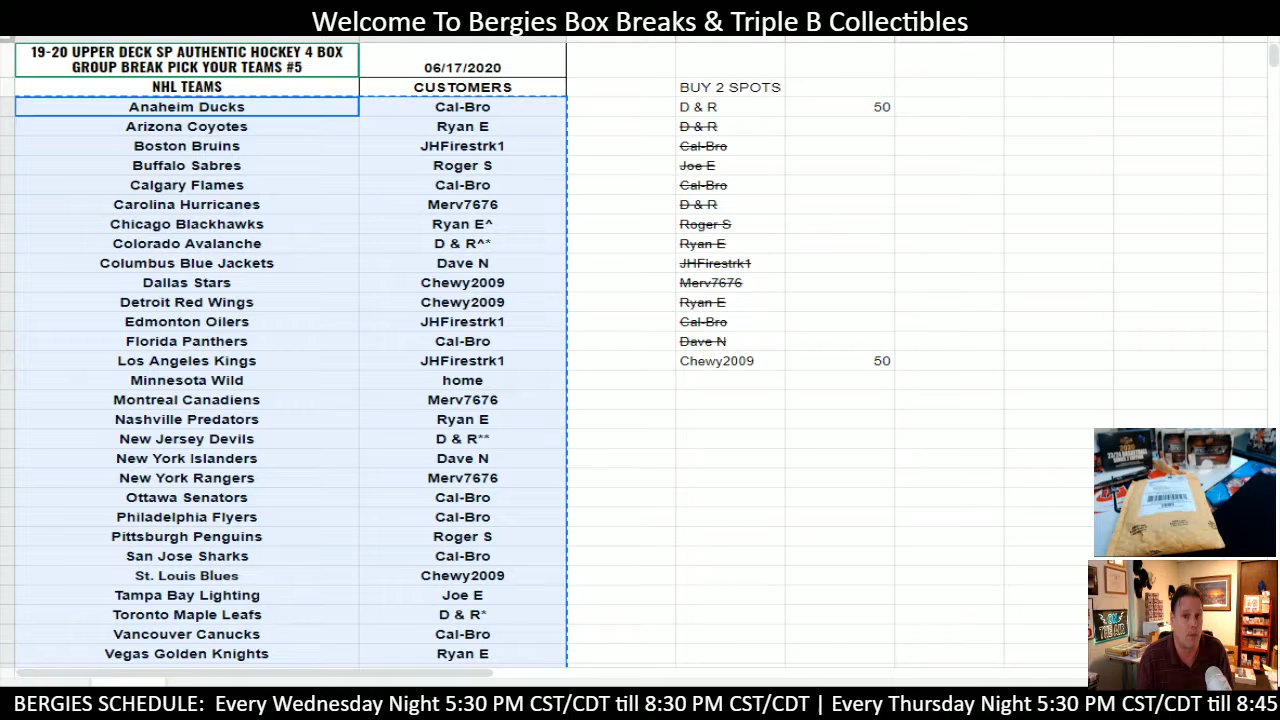 Welcome To Bergies Box Breaks & Triple B Collectibles
19-20 UPPER DECK SP AUTHENTIC HOCKEY 4 BOX
GROUP BREAK PICK YOUR TEAMS #5
06/17/2020
NHL TEAMS CUSTOMERS BUY 2 SPOTS
Anaheim Ducks Cal-Bro D & R 50
Arizona Coyotes Ryan E D & R
Boston Bruins JHFirestrk1 Cal-Bro
Buffalo Sabres Roger S Joe E
Calgary Flames Cal-Bro Cal-Bro
Carolina Hurricanes Merv7676 D & R
Chicago Blackhawks Ryan E^ Roger S
Colorado Avalanche D & R^* Ryan E
Columbus Blue Jackets Dave N JHFirestrk1
Dallas Stars Chewy2009 Merv7676
Detroit Red Wings Chewy2009 Ryan E
Edmonton Oilers JHFirestrk1 Cal-Bro
Florida Panthers Cal-Bro Dave N
Los Angeles Kings JHFirestrk1 Chewy2009 50
Minnesota Wild home
Montreal Canadiens Merv7676
Nashville Predators Ryan E
New Jersey Devils D & R**
New York Islanders Dave N
New York Rangers Merv7676
Ottawa Senators Cal-Bro
Philadelphia Flyers Cal-Bro
Pittsburgh Penguins Roger S
San Jose Sharks Cal-Bro
St. Louis Blues Chewy2009
Tampa Bay Lighting Joe E
Toronto Maple Leafs D & R*
Vancouver Canucks Cal-Bro
Vegas Golden Knights Ryan E
ON
THE AIR
BERGIES SCHEDULE: Every Wednesday Night 5:30 PM CST/CDT till 8:30 PM CST/CDT | Every Thursday Night 5:30 PM CST/CDT till 8:45